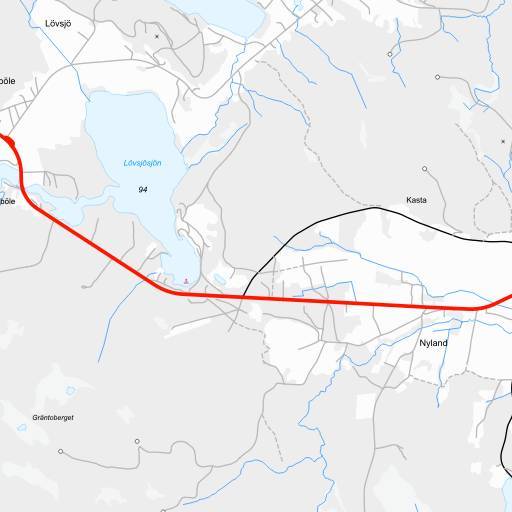 Lövsjö
böle
Lövsjösjön
94
böle
Kasta
Nyland
Gräntoberget